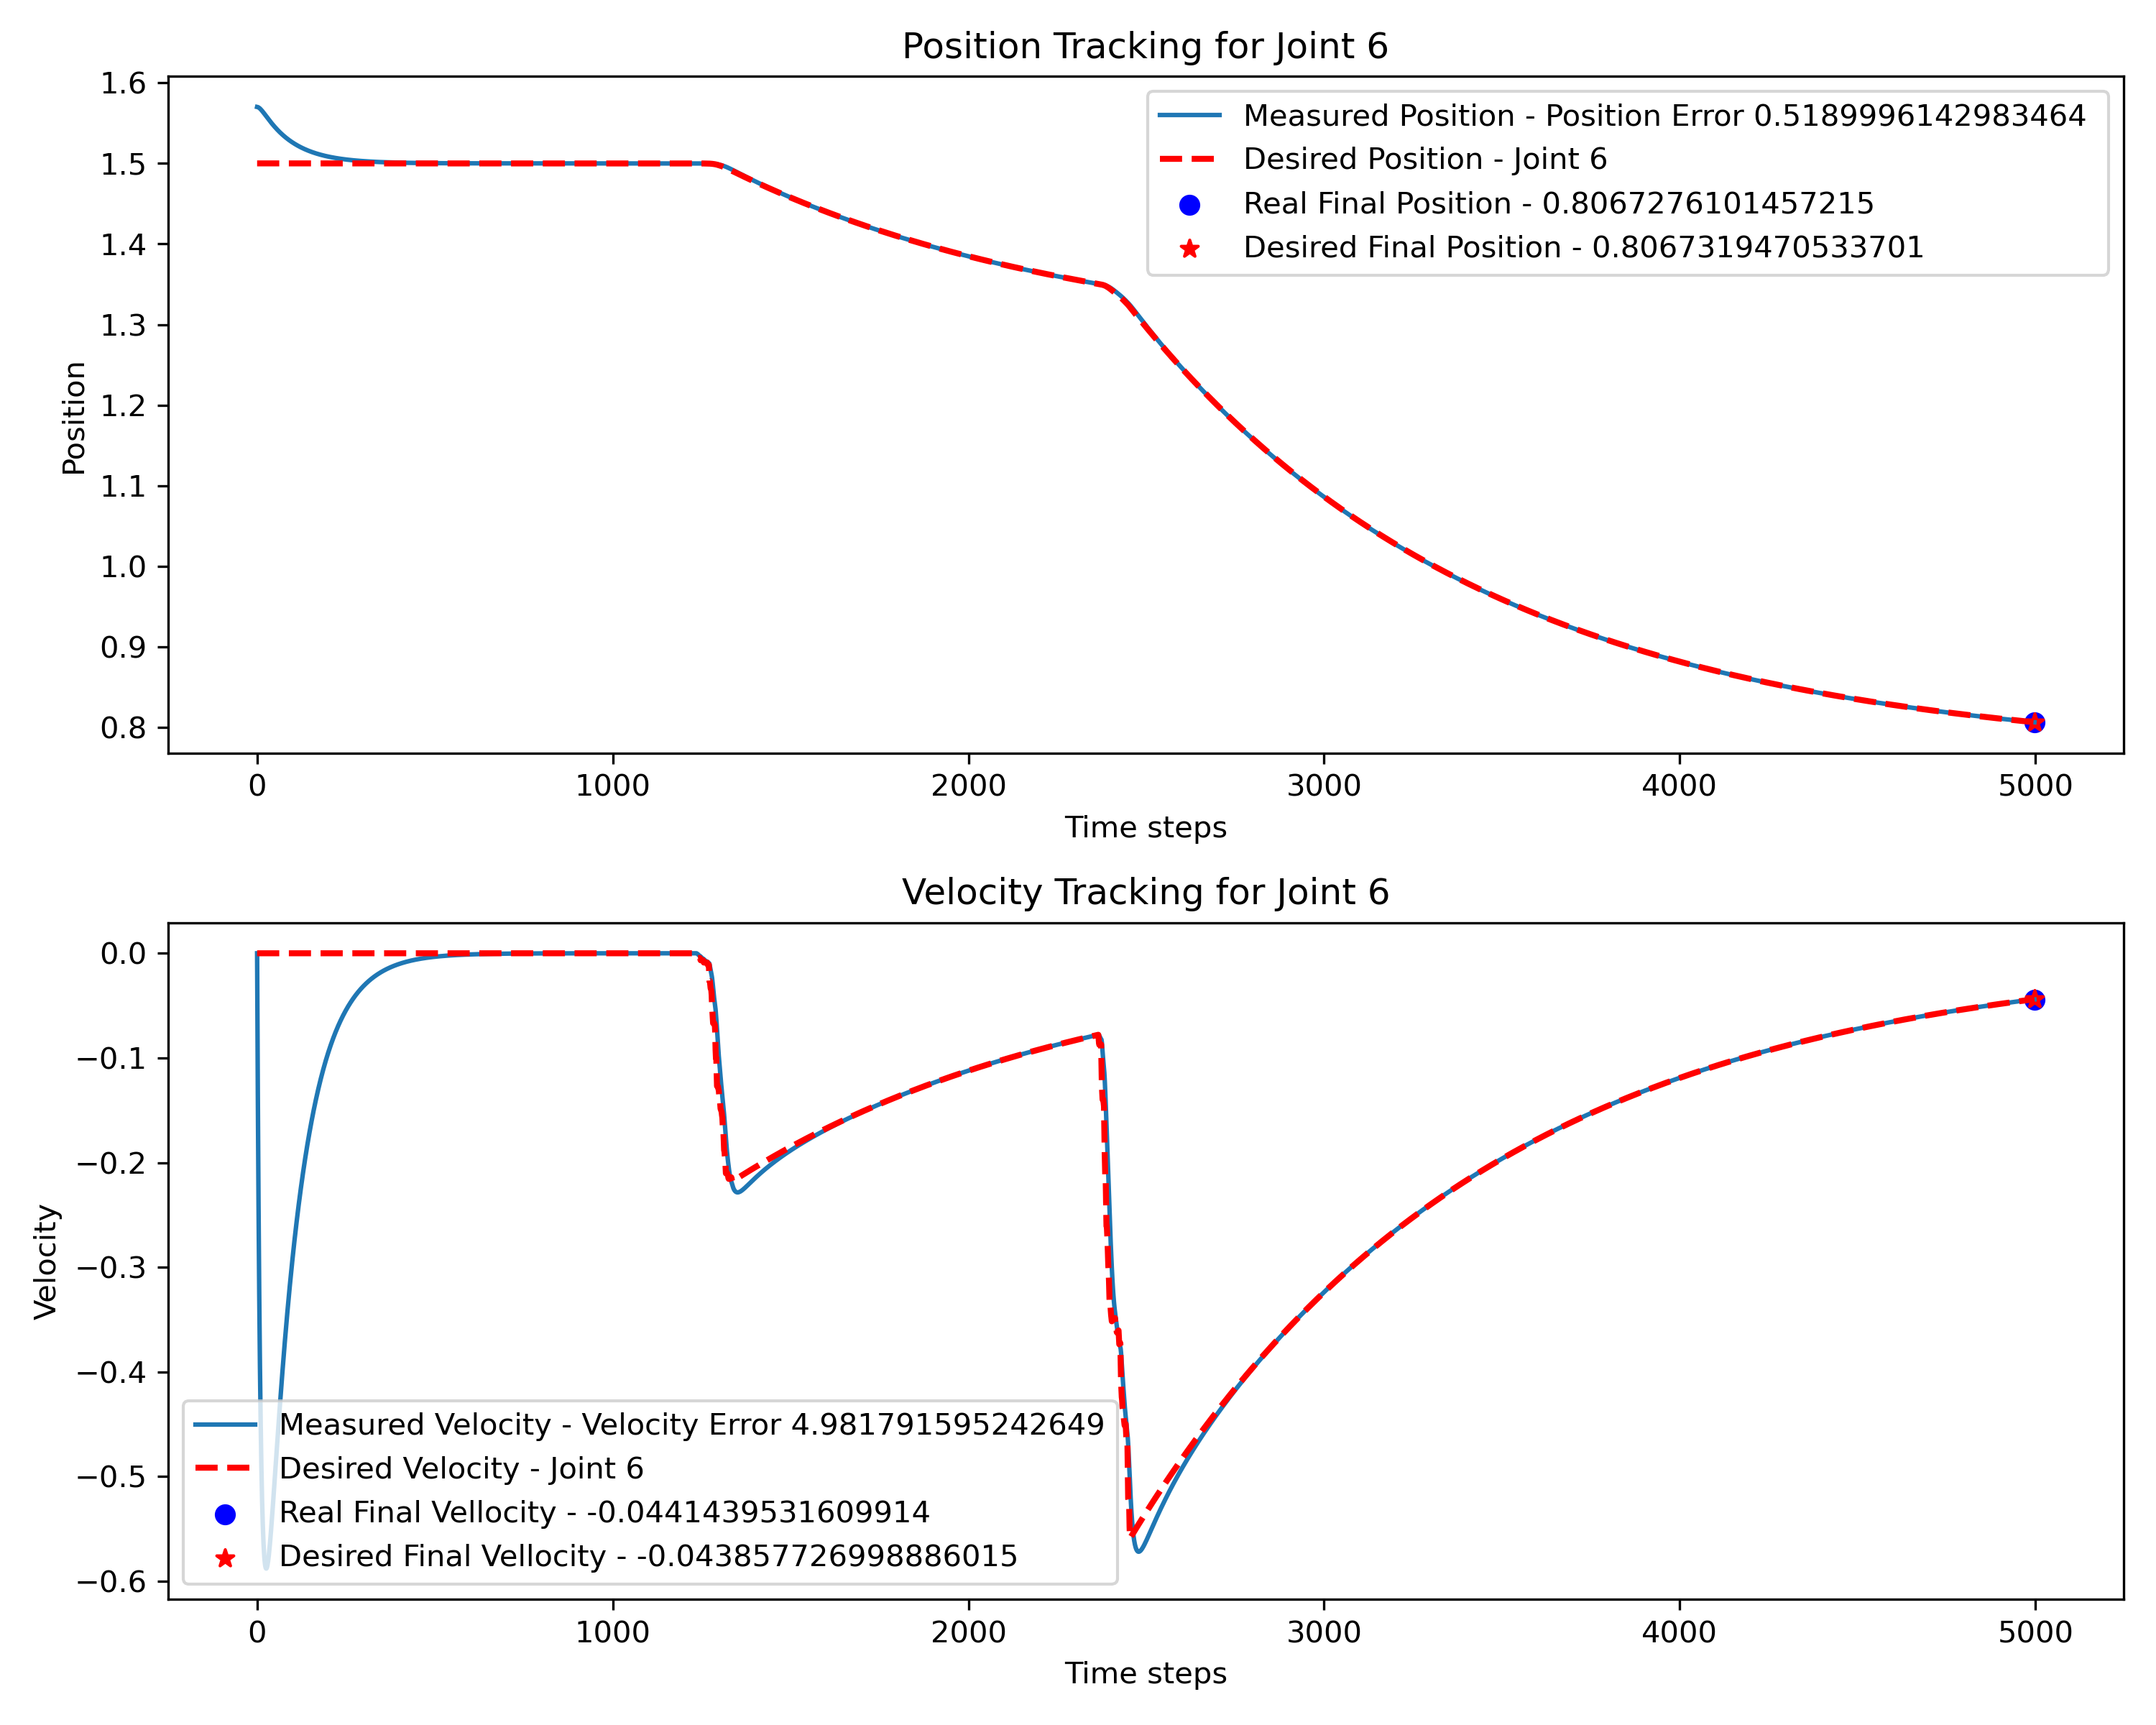 Position Tracking for Joint 6
1.6
1.5
1.4
1.3
1.2
1.1
1.0
0.9
0.8
Position
Measured Position - Position Error 0.5189996142983464
Desired Position - Joint 6
Real Final Position - 0.8067276101457215
Desired Final Position - 0.8067319470533701
0 1000 2000 3000 4000 5000
Time steps
Velocity Tracking for Joint 6
0.0
−0.1
−0.2
−0.3
−0.4
−0.5
−0.6
Velocity
Measured Velocity - Velocity Error 4.981791595242649
Desired Velocity - Joint 6
Real Final Vellocity - -0.0441439531609914
Desired Final Vellocity - -0.043857726998886015
0 1000 2000 3000 4000 5000
Time steps